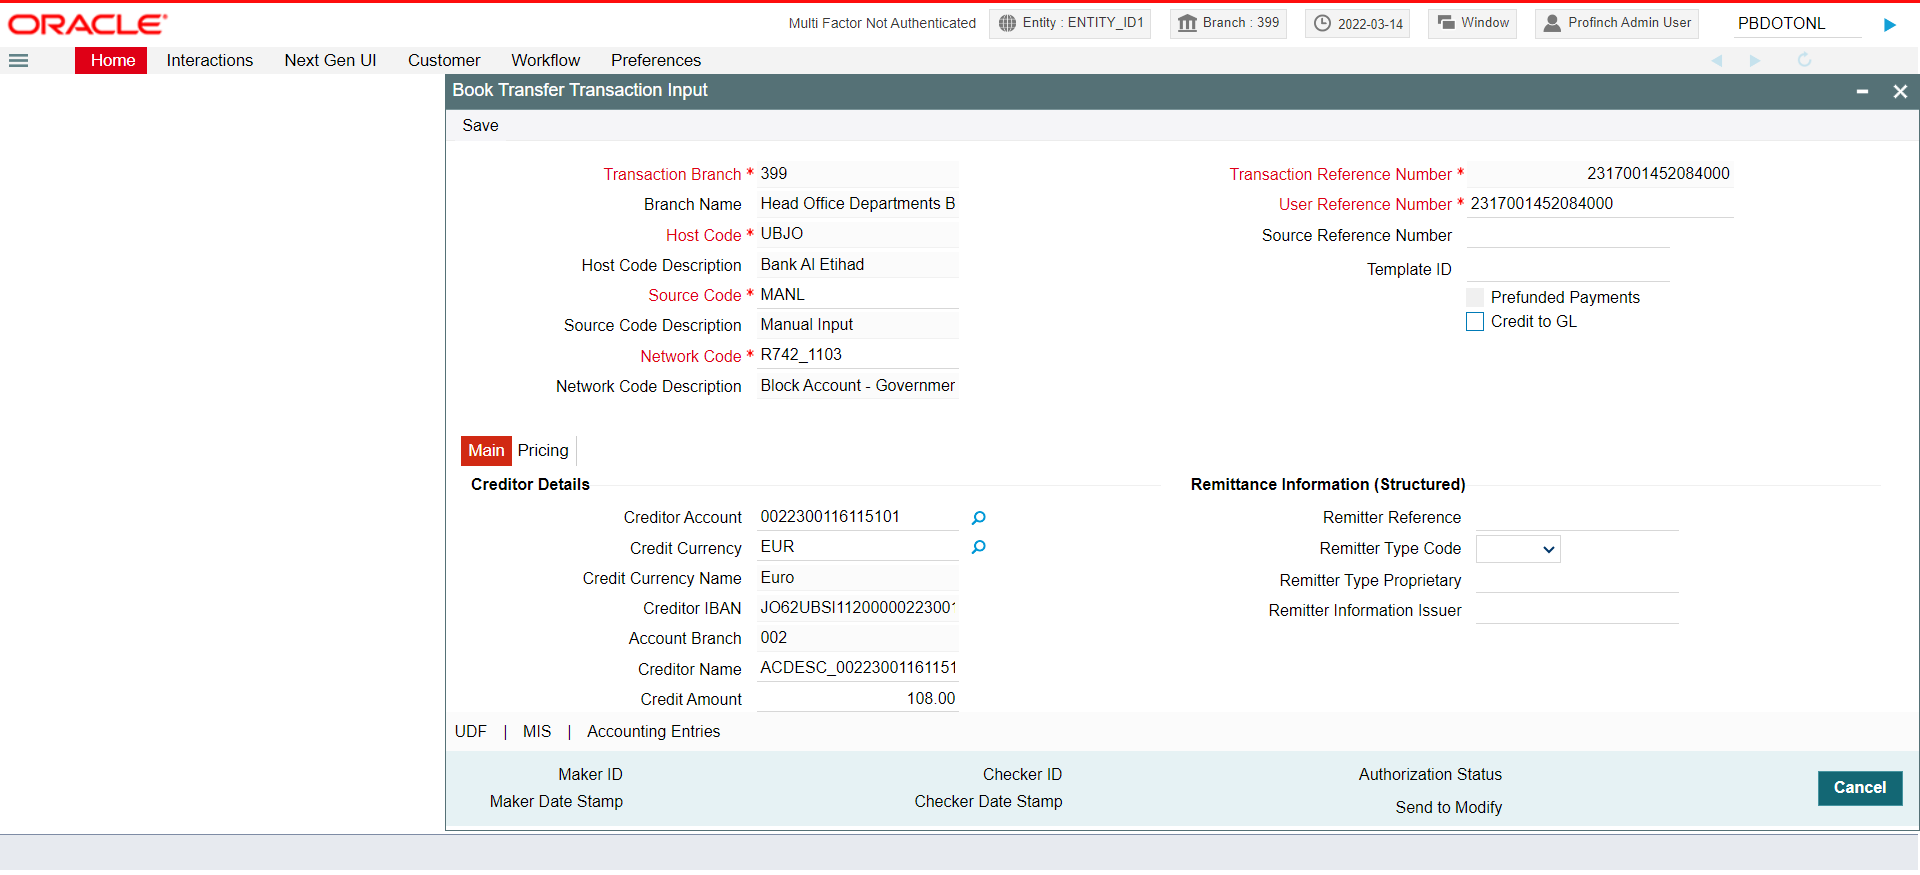 ORACLE
Multi Factor Not Authenticated
Entity : ENTITY_ID1
Branch : 399
2022-03-14
Window
Profinch Admin User
PBDOTONL
Home
Interactions
Next Gen UI
Customer
Workflow
Preferences
Book Transfer Transaction Input
Save
Transaction Branch * 399
Branch Name Head Office Departments B
Host Code * UBJO
Host Code Description Bank Al Etihad
Source Code * MANL
Source Code Description Manual Input
Network Code * R742_1103
Network Code Description Block Account - Governmer
Transaction Reference Number * 2317001452084000
User Reference Number * 2317001452084000
Source Reference Number
Template ID
Prefunded Payments
Credit to GL
Main
Pricing
Creditor Details
Creditor Account 0022300116115101
Credit Currency EUR
Credit Currency Name Euro
Creditor IBAN JO62UBSI1120000022300
Account Branch 002
Creditor Name ACDESC_00223001161151
Credit Amount 108.00
Remittance Information (Structured)
Remitter Reference
Remitter Type Code
Remitter Type Proprietary
Remitter Information Issuer
UDF | MIS | Accounting Entries
Maker ID
Maker Date Stamp
Checker ID
Checker Date Stamp
Authorization Status
Send to Modify
Cancel